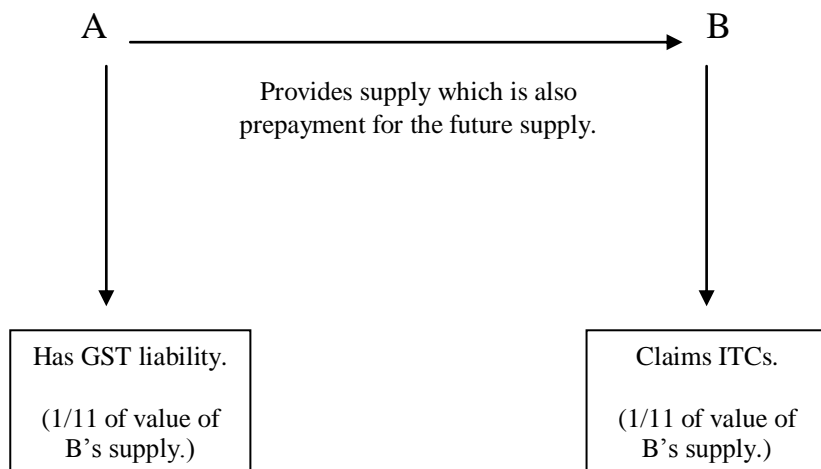 A B
Provides supply which is also
prepayment for the future supply.
Has GST liability.
(1/11 of value of
B's supply.)
Claims ITCs.
(1/11 of value of
B's supply.)